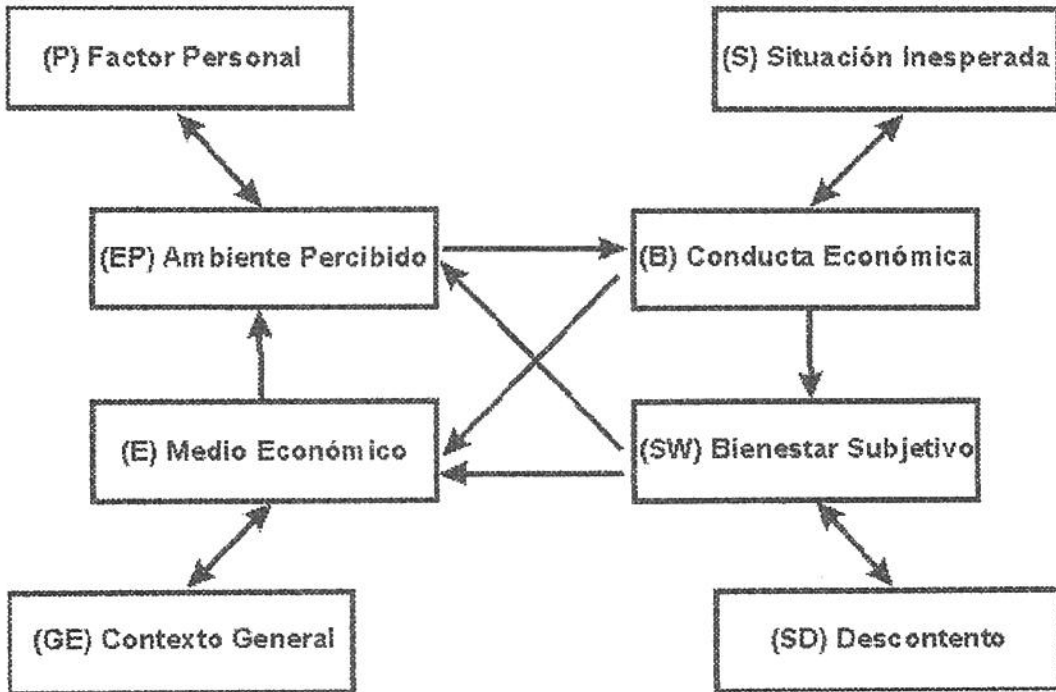 (P) Factor Personal
(S) Situación Inesperada
(EP) Ambiente Percibido
(B) Conducta Económica
(E) Medio Económico
(SW) Bienestar Subjetivo
(GE) Contexto General
(SD) Descontento